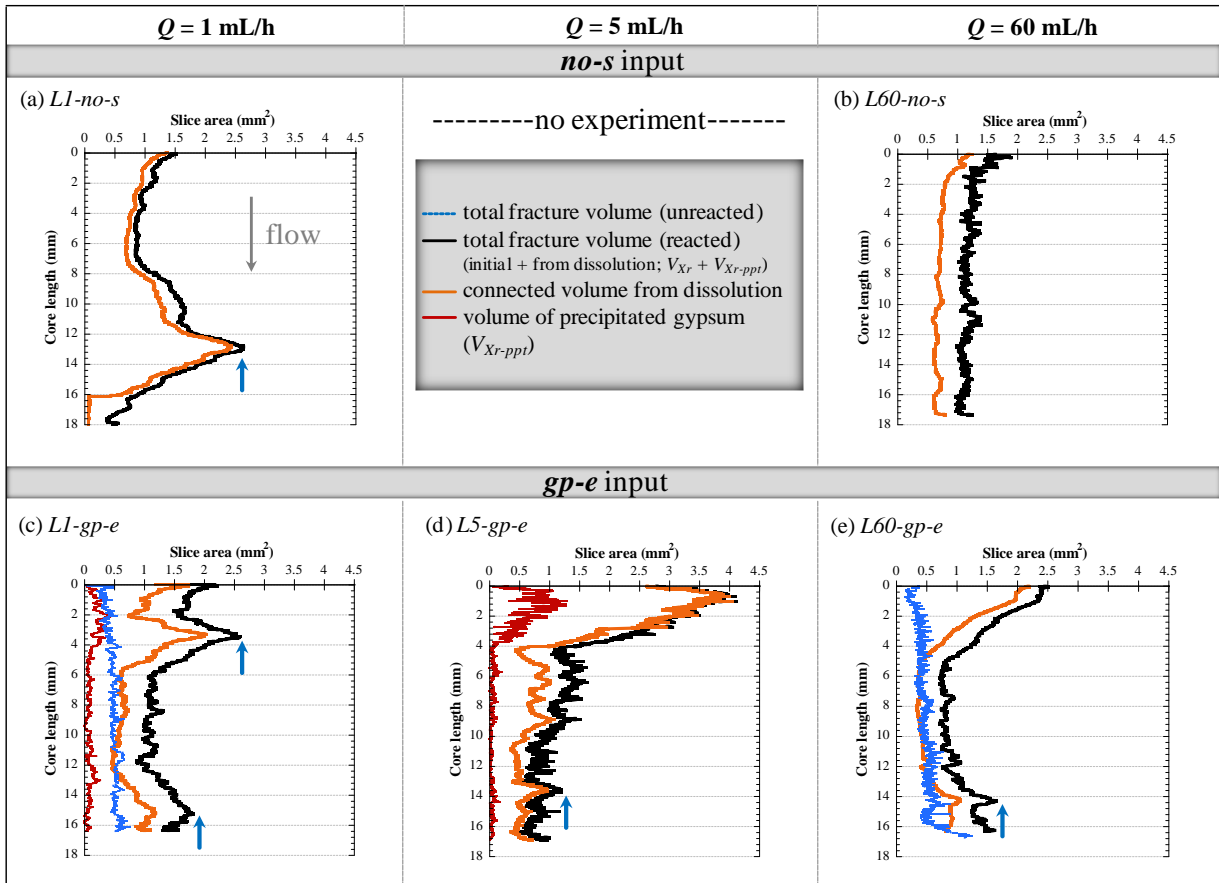 Q = 1 mL/h
Q = 5 mL/h
Q = 60 mL/h
no-s input
(a) L1-no-s
Slice area (mm2)
0 0.5 1 1.5 2 2.5 3 3.5 4 4.5
Core length (mm)
0
2
4
6
8
10
12
14
16
18
flow
---------no experiment-------
total fracture volume (unreacted)
total fracture volume (reacted)
(initial + from dissolution; VXr + VXr-ppt)
connected volume from dissolution
volume of precipitated gypsum
(VXr-ppt)
(b) L60-no-s
Slice area (mm2)
0 0.5 1 1.5 2 2.5 3 3.5 4 4.5
Core length (mm)
0
2
4
6
8
10
12
14
16
18
gp-e input
(c) L1-gp-e
Slice area (mm2)
0 0.5 1 1.5 2 2.5 3 3.5 4 4.5
Core length (mm)
0
2
4
6
8
10
12
14
16
18
(d) L5-gp-e
Slice area (mm2)
0 0.5 1 1.5 2 2.5 3 3.5 4 4.5
Core length (mm)
0
2
4
6
8
10
12
14
16
18
(e) L60-gp-e
Slice area (mm2)
0 0.5 1 1.5 2 2.5 3 3.5 4 4.5
Core length (mm)
0
2
4
6
8
10
12
14
16
18